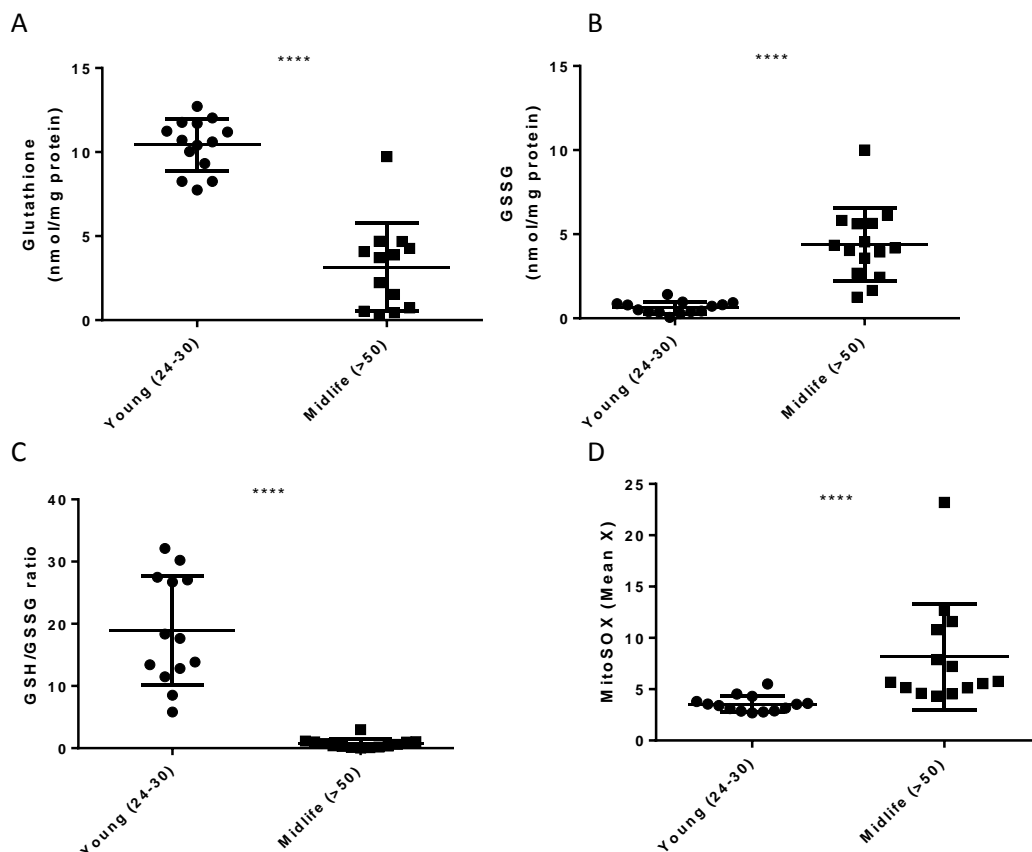 A
****
Glutathione
(nmol/mg protein)
15
10
5
0
Young (24-30)
Midlife (>50)
B
****
GSSG
(nmol/mg protein)
15
10
5
0
Young (24-30)
Midlife (>50)
C
****
GSH/GSSG ratio
40
30
20
10
0
Young (24-30)
Midlife (>50)
D
****
MitoSOX (Mean X)
25
20
15
10
5
0
Young (24-30)
Midlife (>50)